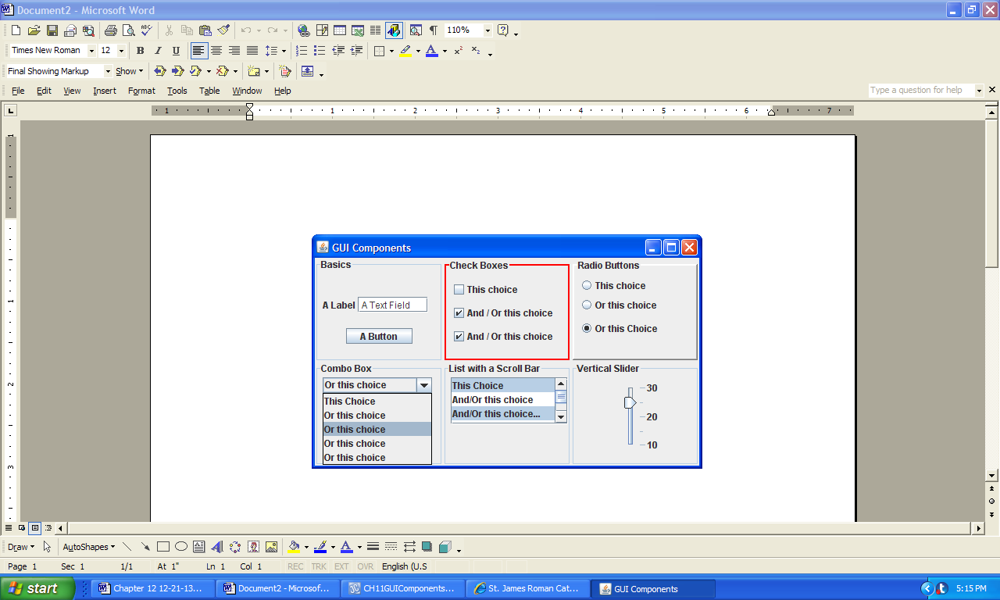 Document2 - Microsoft Word
110%
Times New Roman 12 B I U
Final Showing Markup Show
File Edit View Insert Format Tools Table Window Help Type a question for help
1 1 2 3 4 5 6 7
GUI Components
Basics
A Label A Text Field
A Button
Check Boxes
This choice
And / Or this choice
And / Or this choice
Radio Buttons
This choice
Or this choice
Or this Choice
Combo Box
Or this choice
This Choice
Or this choice
Or this choice
Or this choice
Or this choice
List with a Scroll Bar
This Choice
And/Or this choice
And/Or this choice...
Vertical Slider
30
20
10
1
1
2
3
Draw AutoShapes
Page 1 Sec 1 1/1 At 1" Ln 1 Col 1 REC TRK EXT OVR English (U.S
start Chapter 12 12-21-13... Document2 - Microsof... CH11GUIComponents... St. James Roman Cat... GUI Components 5:15 PM